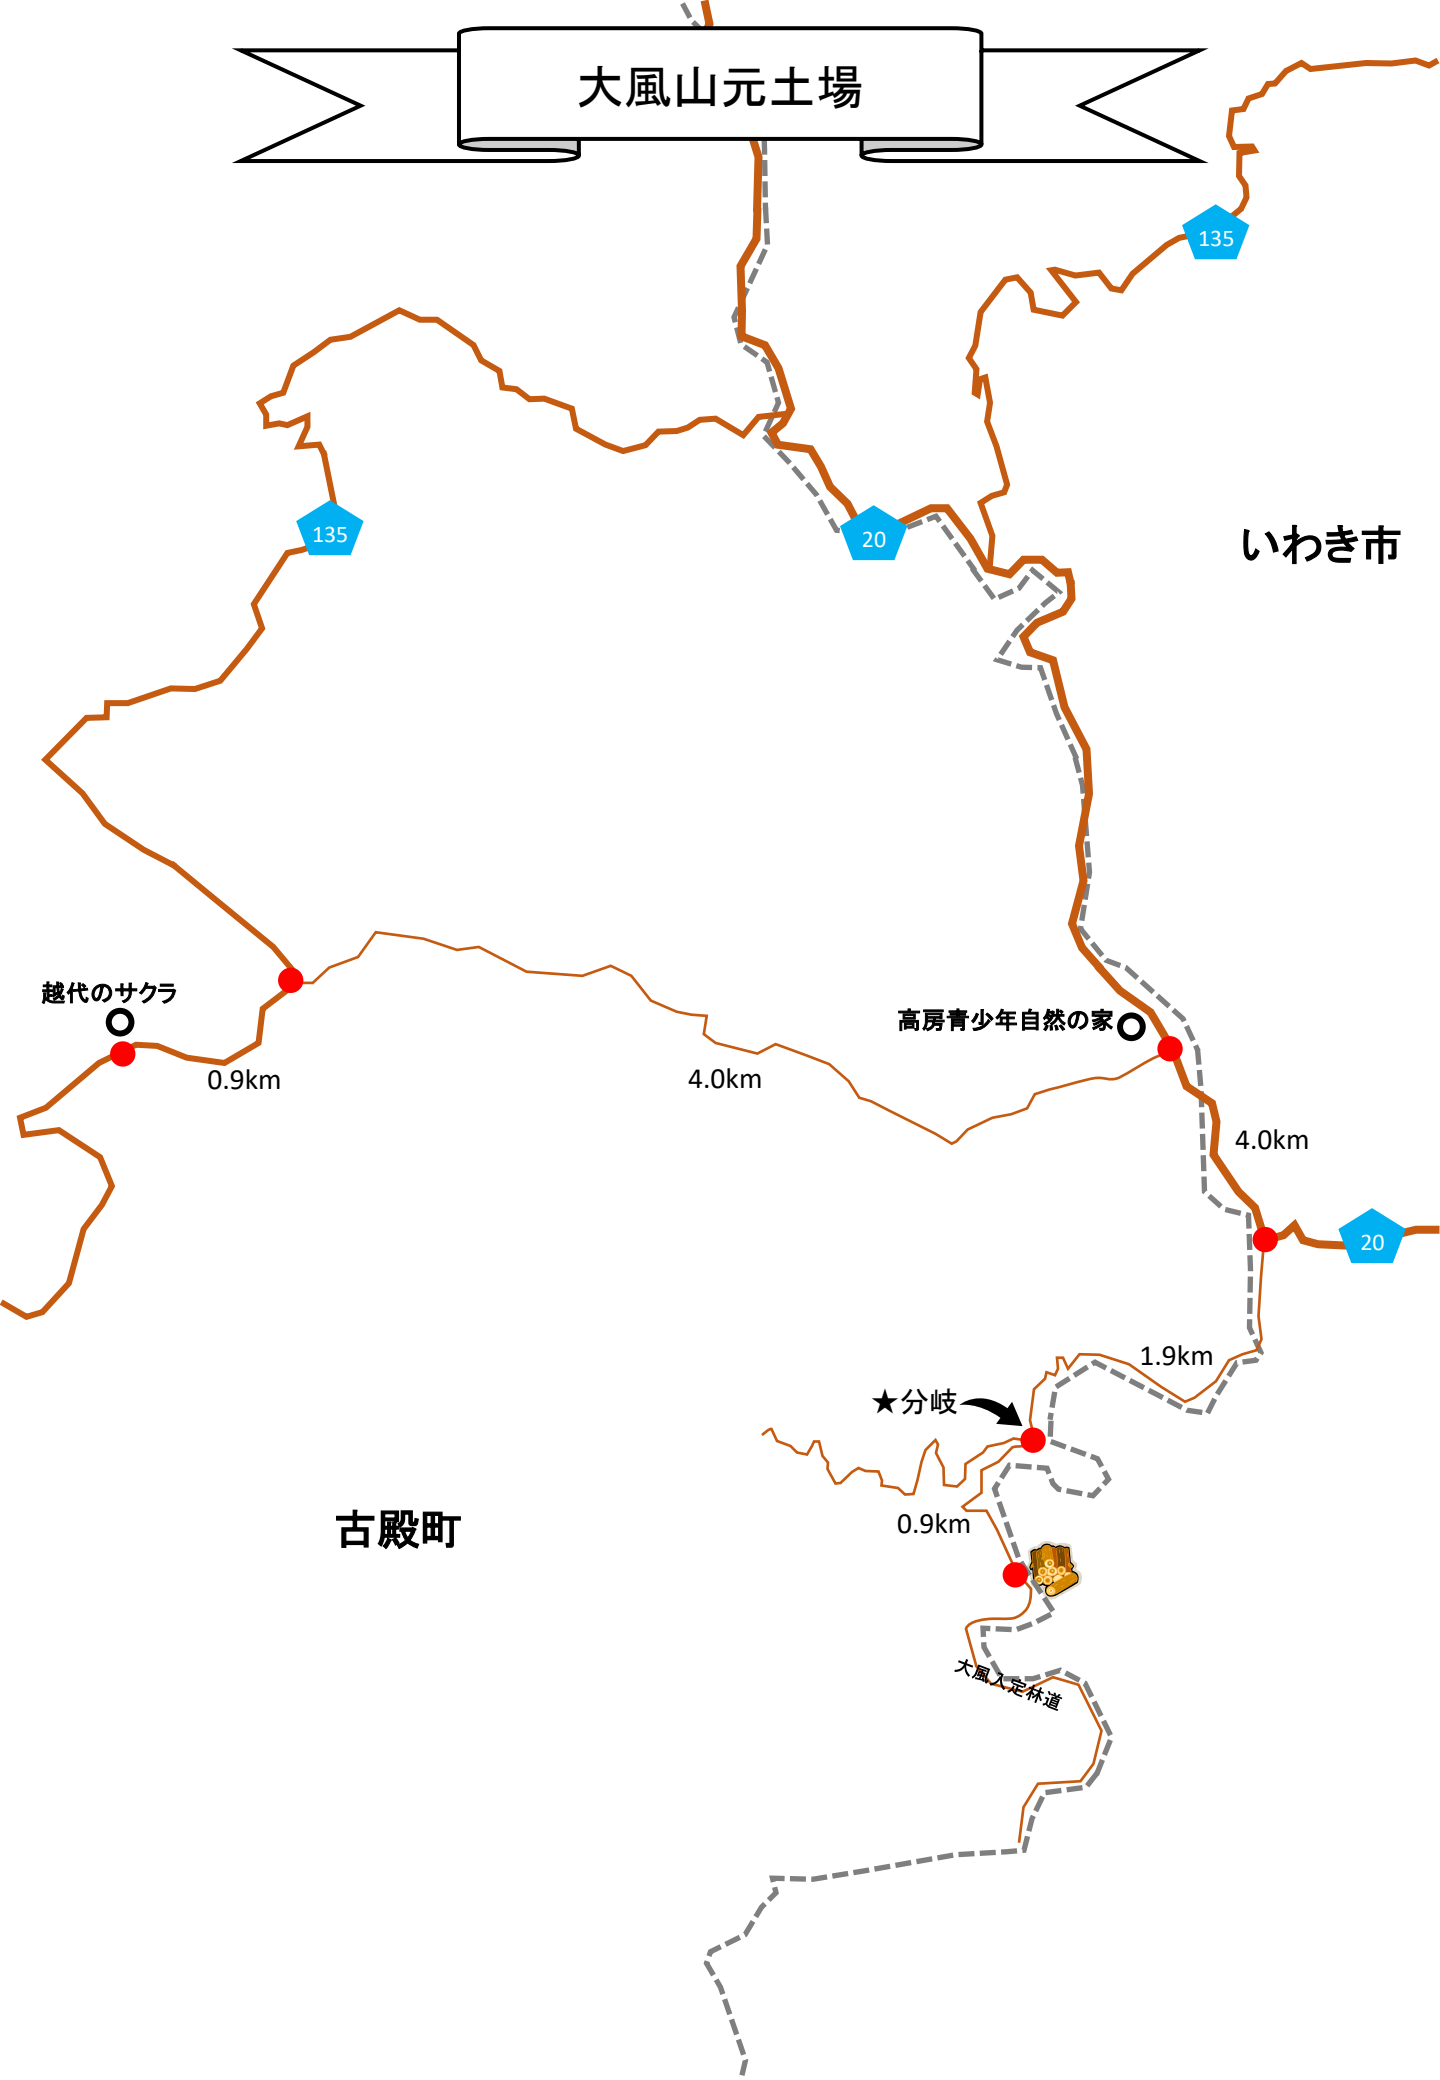 大風山元土場
135
135
20
いわき市
越代のサクラ
高房青少年自然の家
0.9km
4.0km
4.0km
20
1.9km
★分岐
古殿町
0.9km
大風入定林道